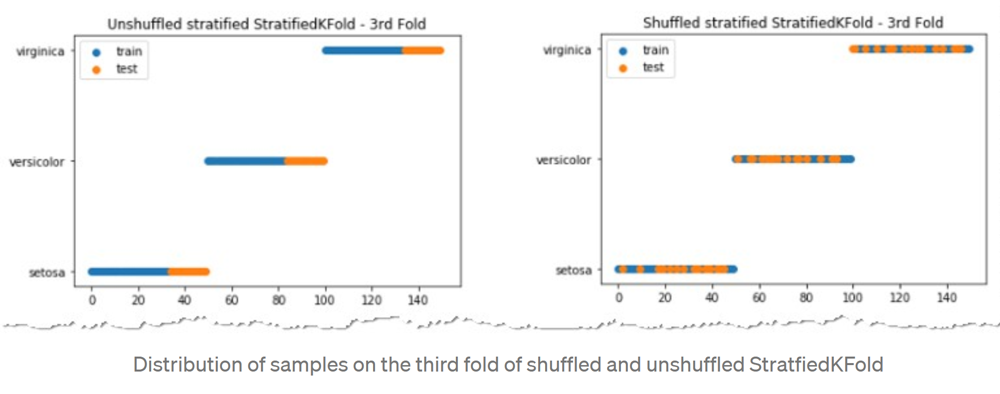 Unshuffled stratified StratifiedKFold - 3rd Fold
train
test
virginica
versicolor
setosa
0 20 40 60 80 100 120 140
Shuffled stratified StratifiedKFold - 3rd Fold
train
test
virginica
versicolor
setosa
0 20 40 60 80 100 120 140
Distribution of samples on the third fold of shuffled and unshuffled StratfiedKFold